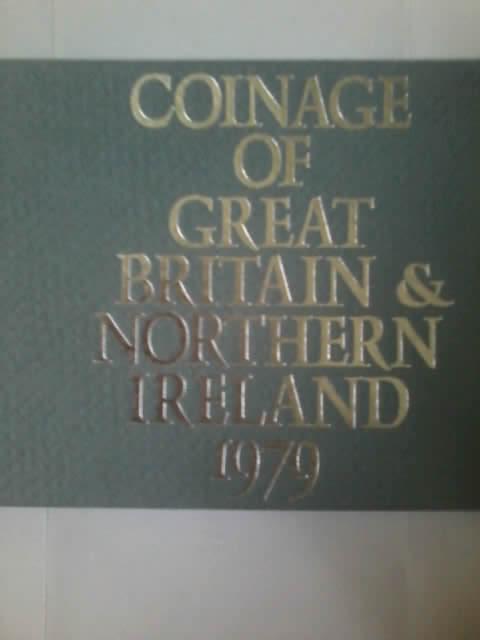 COINAGE
OF
GREAT
BRITAIN &
NORTHERN
IRELAND
1979